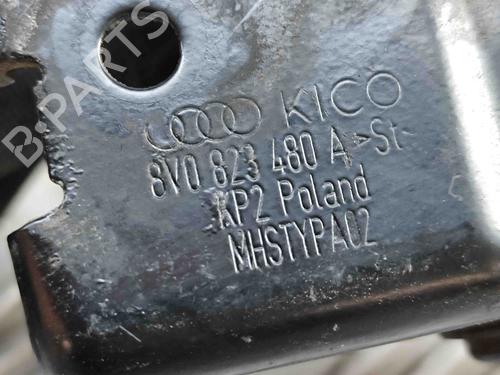 B-PARTS
KICO
8V0 823 480 A >St<
KP2 Poland
MHSTYPA02